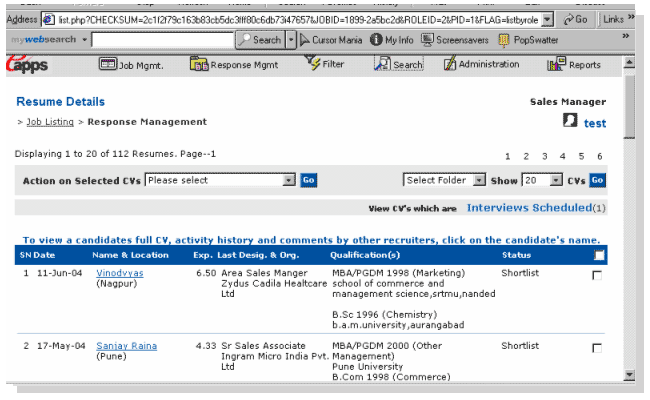 Address list.php?CHECKSUM=2c1f2f79c163b83cb5dc3fff80c6db73f47657&JOBID=1899-2a5bc2d&ROLEID=2&PID=1&FLAG=listbyrole Go Links »
mywebsearch Search Cursor Mania My Info Screensavers PopSwatter »
apps Job Mgmt. Response Mgmt Filter Search Administration Reports
Resume Details Sales Manager
> Job Listing > Response Management test
Displaying 1 to 20 of 112 Resumes. Page--1 1 2 3 4 5 6
Action on Selected CVs Please select Go Select Folder Show 20 CVs Go
View CV's which are Interviews Scheduled(1)
To view a candidates full CV, activity history and comments by other recruiters, click on the candidate's name.
SN Date Name & Location Exp. Last Desig. & Org. Qualification(s) Status
1 11-Jun-04 Vinodvyas 6.50 Area Sales Manger MBA/PGDM 1998 (Marketing) Shortlist
(Nagpur) Zydus Cadila Healtcare school of commerce and
Ltd management science,srtmu,nanded
B.Sc 1996 (Chemistry)
b.a.m.university,aurangabad
2 17-May-04 Sanjay Raina 4.33 Sr Sales Associate MBA/PGDM 2000 (Other Shortlist
(Pune) Ingram Micro India Pvt. Management)
Ltd Pune University
B.Com 1998 (Commerce)